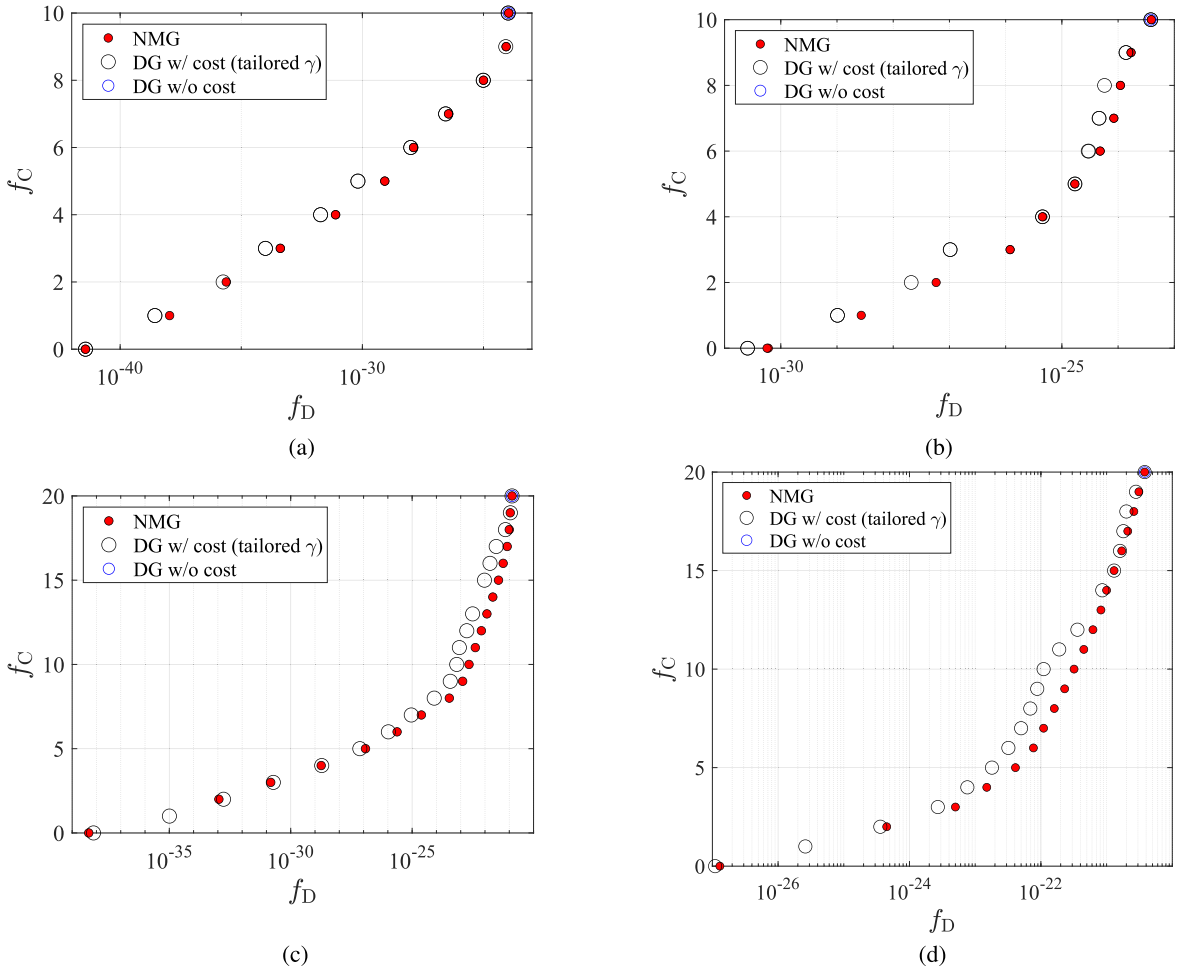 10
8
6
4
2
0
f_C
NMG
DG w/ cost (tailored γ)
DG w/o cost
10^-40
10^-30
f_D
(a)
10
8
6
4
2
0
f_C
NMG
DG w/ cost (tailored γ)
DG w/o cost
10^-30
10^-25
f_D
(b)
20
15
10
5
0
f_C
NMG
DG w/ cost (tailored γ)
DG w/o cost
10^-35
10^-30
10^-25
f_D
(c)
20
15
10
5
0
f_C
NMG
DG w/ cost (tailored γ)
DG w/o cost
10^-26
10^-24
10^-22
f_D
(d)